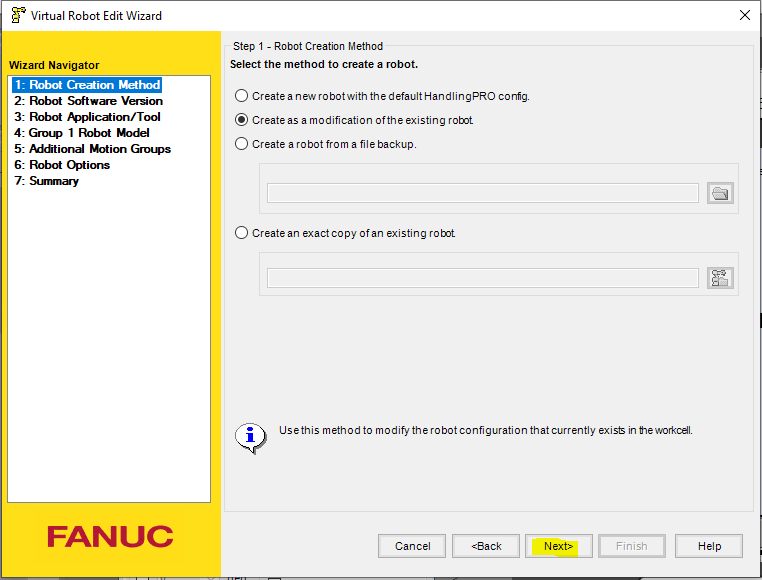 Virtual Robot Edit Wizard
Wizard Navigator
1: Robot Creation Method
2: Robot Software Version
3: Robot Application/Tool
4: Group 1 Robot Model
5: Additional Motion Groups
6: Robot Options
7: Summary
FANUC
Step 1 - Robot Creation Method
Select the method to create a robot.
Create a new robot with the default HandlingPRO config.
Create as a modification of the existing robot.
Create a robot from a file backup.
Create an exact copy of an existing robot.
Use this method to modify the robot configuration that currently exists in the workcell.
Cancel <Back Next> Finish Help